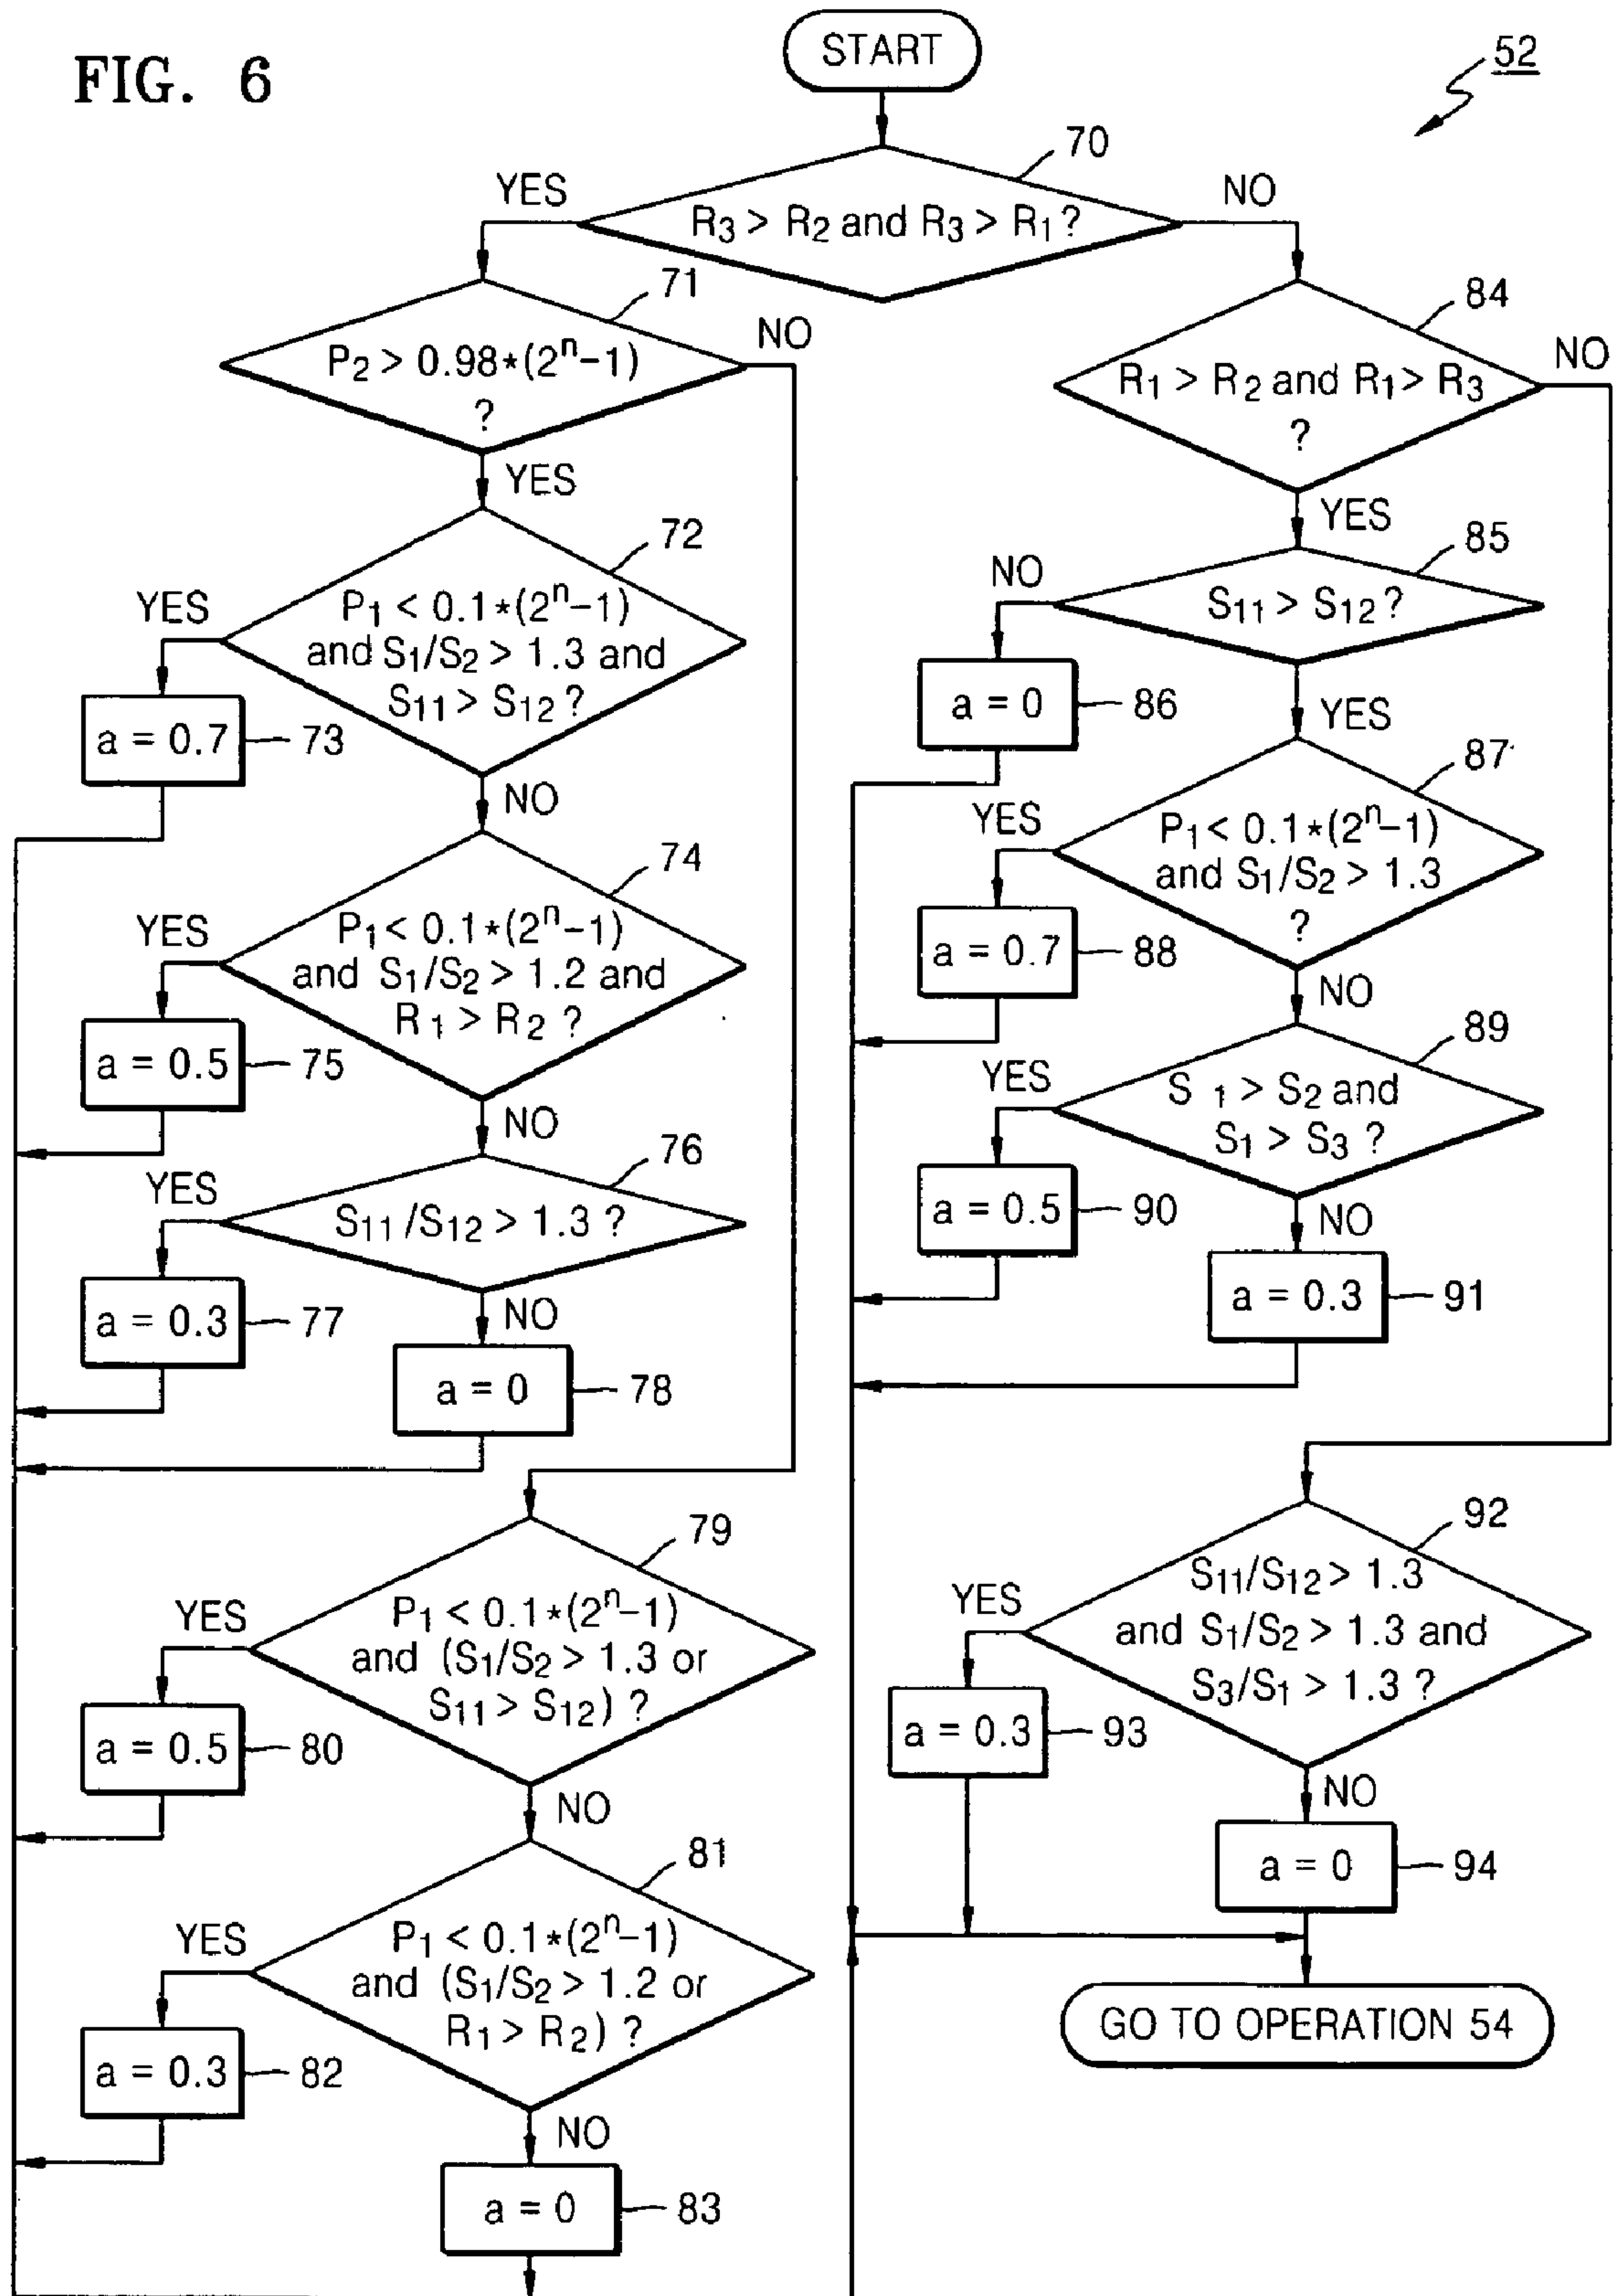 FIG. 6
START
52
70
R3 > R2 and R3 > R1 ?
YES
NO
71
P2 > 0.98*(2^n-1)
?
NO
YES
72
P1 < 0.1*(2^n-1)
and S1/S2 > 1.3 and
S11 > S12 ?
YES
a = 0.7
73
NO
74
P1 < 0.1*(2^n-1)
and S1/S2 > 1.2 and
R1 > R2 ?
YES
a = 0.5
75
NO
76
S11/S12 > 1.3 ?
YES
a = 0.3
77
NO
a = 0
78
79
P1 < 0.1*(2^n-1)
and (S1/S2 > 1.3 or
S11 > S12) ?
YES
a = 0.5
80
NO
81
P1 < 0.1*(2^n-1)
and (S1/S2 > 1.2 or
R1 > R2) ?
YES
a = 0.3
82
NO
a = 0
83
84
R1 > R2 and R1 > R3
?
NO
YES
85
S11 > S12 ?
NO
a = 0
86
YES
87
P1 < 0.1*(2^n-1)
and S1/S2 > 1.3
?
YES
a = 0.7
88
NO
89
S1 > S2 and
S1 > S3 ?
YES
a = 0.5
90
NO
a = 0.3
91
92
S11/S12 > 1.3
and S1/S2 > 1.3 and
S3/S1 > 1.3 ?
YES
a = 0.3
93
NO
a = 0
94
GO TO OPERATION 54